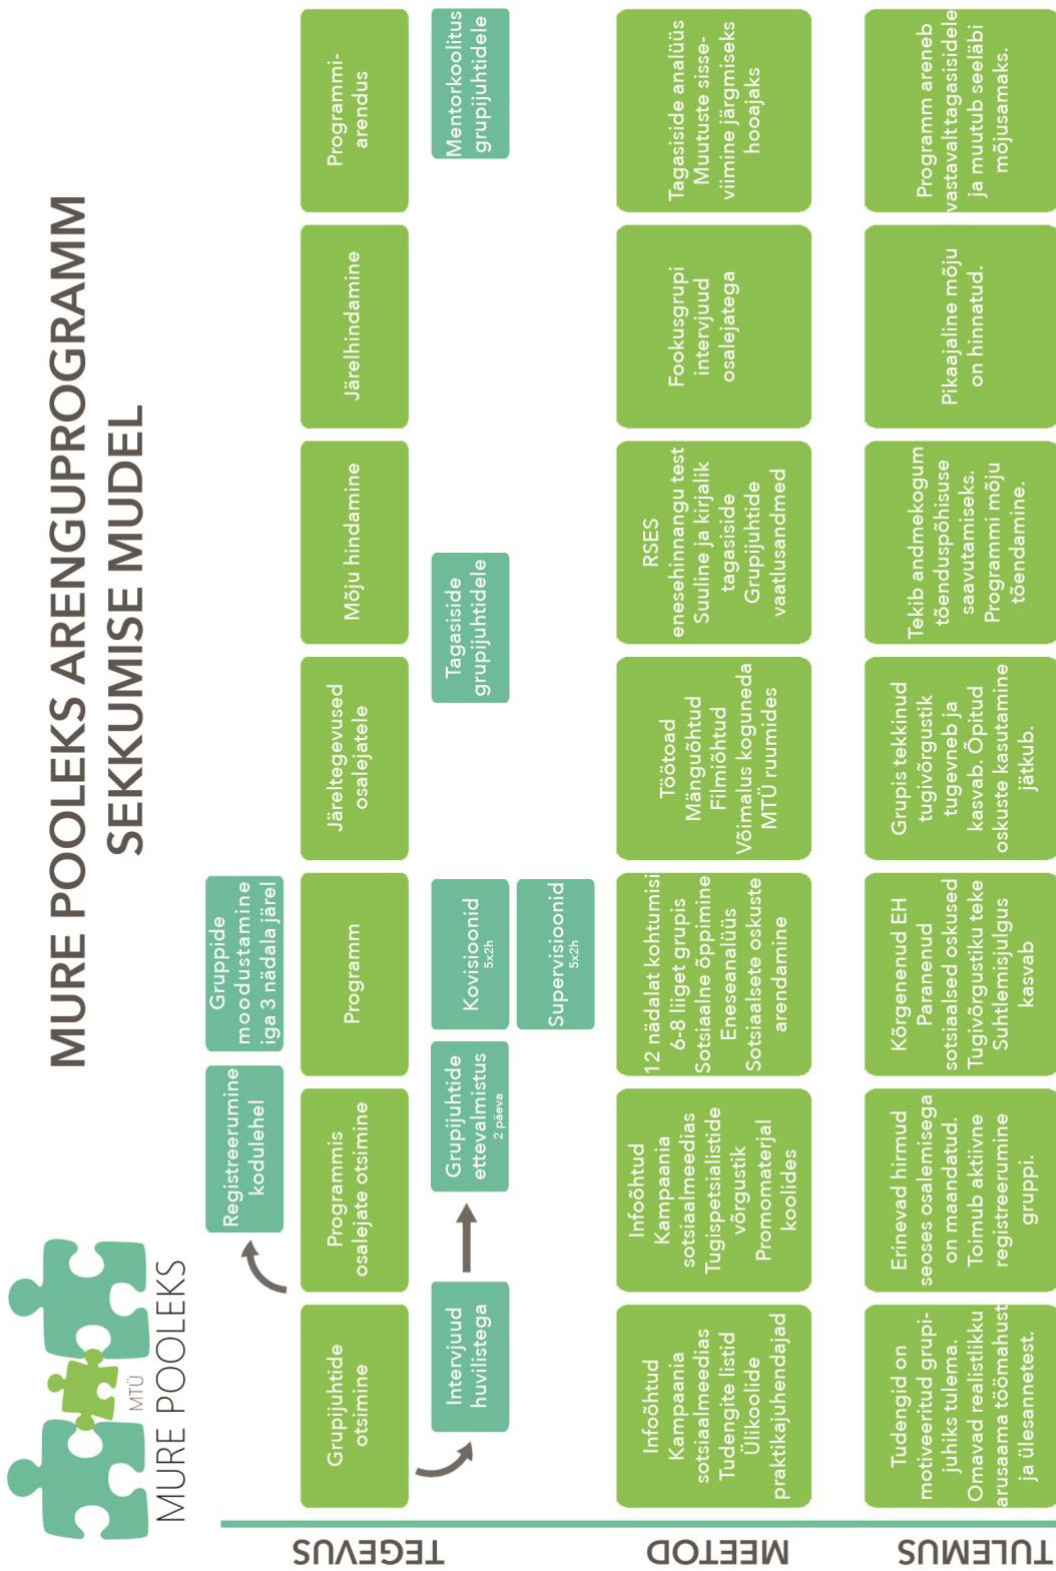 MTÜ
MURE POOLEKS
MURE POOLEKS ARENGUPROGRAMM
SEKKUMISE MUDEL
TEGEVUS
Registreerumine
kodulehel
Gruppide
moodustamine
iga 3 nädala järel
Grupijuhtide
otsimine
Programmis
osalejate otsimine
Programm
Järeltegevused
osalejatele
Mõju hindamine
Järelhindamine
Programmi-
arendus
Intervjuud
huvilistega
Grupijuhtide
ettevalmistus
2 päeva
Kovisioonid
5x2h
Supervisioonid
5x2h
Tagasiside
grupijuhtidele
Mentorkoolitus
grupijuhtidele
MEETOD
Infoõhtud
Kampaania
sotsiaalmeedias
Tudengite listid
Ülikoolide
praktikajuhendajad
Infoõhtud
Kampaania
sotsiaalmeedias
Tugispetsialistide
võrgustik
Promomaterjal
koolides
12 nädalat kohtumisi
6-8 liiget grupis
Sotsiaalne õppimine
Eneseanalüüs
Sotsiaalsete oskuste
arendamine
Töötoad
Mänguõhtud
Filmiõhtud
Võimalus koguneda
MTÜ ruumides
RSES
enesehinnangu test
Suuline ja kirjalik
tagasiside
Grupijuhtide
vaatlusandmed
Fookusgrupi
intervjuud
osalejatega
Tagasiside analüüs
Muutuste sisse-
viimine järgmiseks
hooajaks
TULEMUS
Tudengid on
motiveeritud grupi-
juhiks tulema.
Omavad realistlikku
arusaama töömahust
ja ülesannetest.
Erinevad hirmud
seoses osalemisega
on maandatud.
Toimub aktiivne
registreerumine
gruppi.
Kõrgenenud EH
Paranenud
sotsiaalsed oskused
Tugivõrgustiku teke
Suhtlemisjulgus
kasvab
Grupis tekkinud
tugivõrgustik
tugevneb ja
kasvab. Õpitud
oskuste kasutamine
jätkub.
Tekib andmekogum
tõenduspõhisuse
saavutamiseks.
Programmi mõju
tõendamine.
Pikaajaline mõju
on hinnatud.
Programm areneb
vastavalt tagasisidele
ja muutub seeläbi
mõjusamaks.